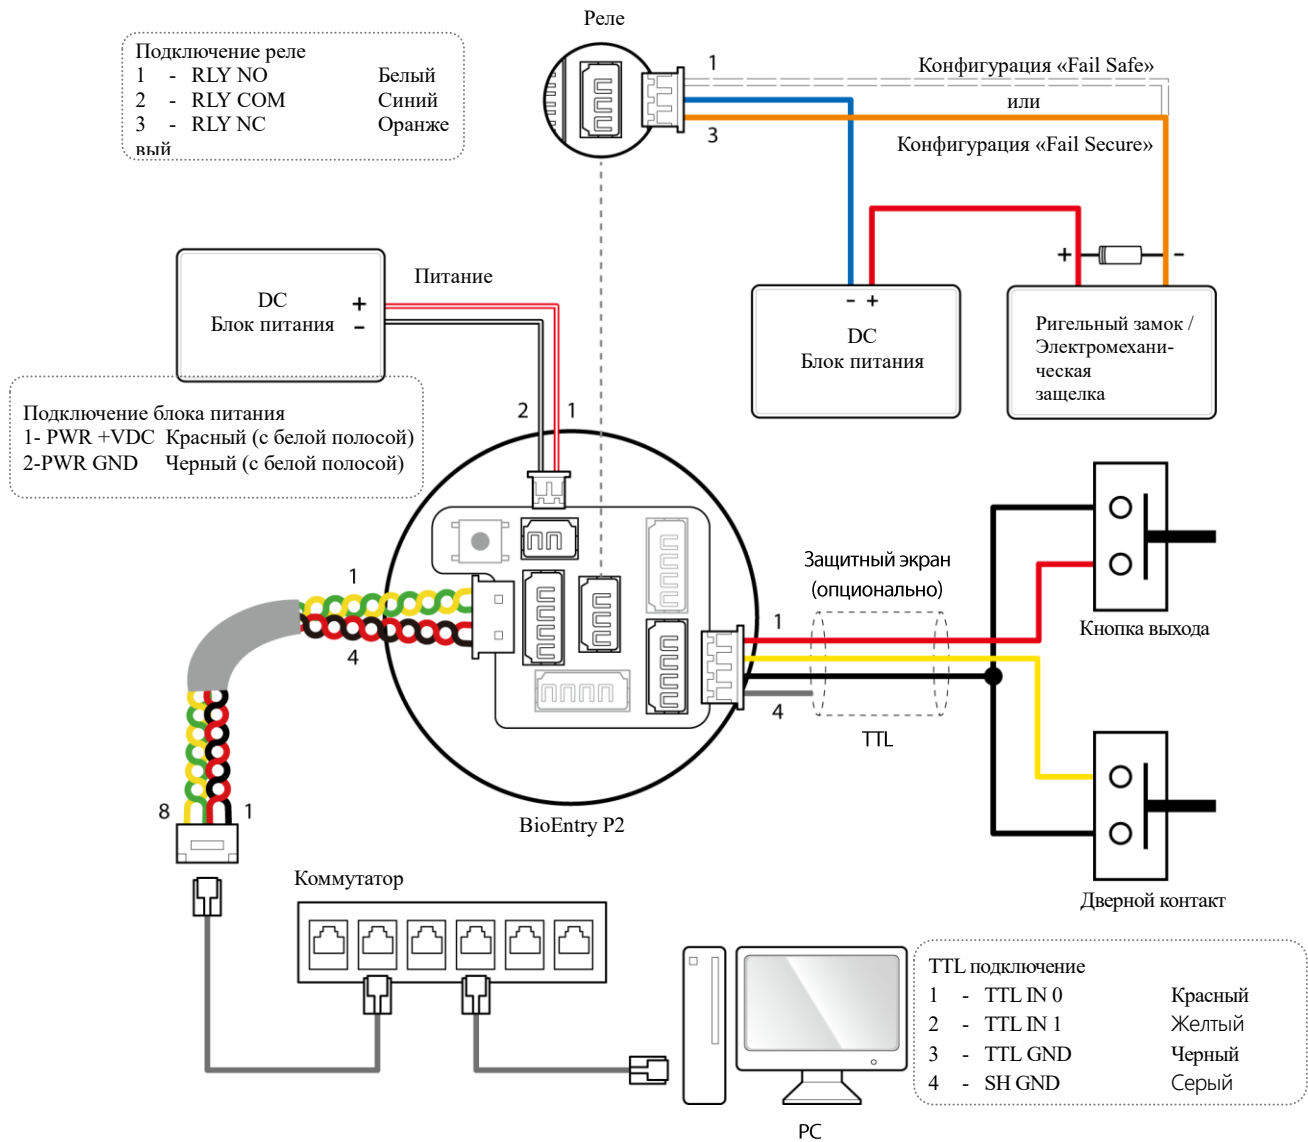 Реле
Подключение реле
1 - RLY NO Белый
2 - RLY COM Синий
3 - RLY NC Оранже
вый
1
3
Конфигурация «Fail Safe»
или
Конфигурация «Fail Secure»
DC
Блок питания
+
–
Питание
+ -
- +
DC
Блок питания
Ригельный замок /
Электромехани-
ческая
защелка
Подключение блока питания
1- PWR +VDC Красный (с белой полосой)
2-PWR GND Черный (с белой полосой)
2 1
Защитный экран
(опционально)
1
4
TTL
Кнопка выхода
1
4
8 1
BioEntry P2
Дверной контакт
Коммутатор
TTL подключение
1 - TTL IN 0 Красный
2 - TTL IN 1 Желтый
3 - TTL GND Черный
4 - SH GND Серый
PC